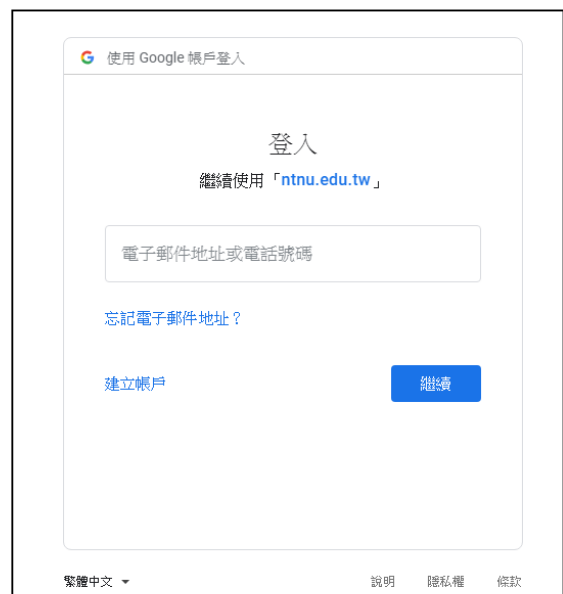 使用 Google 帳戶登入
登入
繼續使用「ntnu.edu.tw」
電子郵件地址或電話號碼
忘記電子郵件地址？
建立帳戶 繼續
繁體中文 說明 隱私權 條款